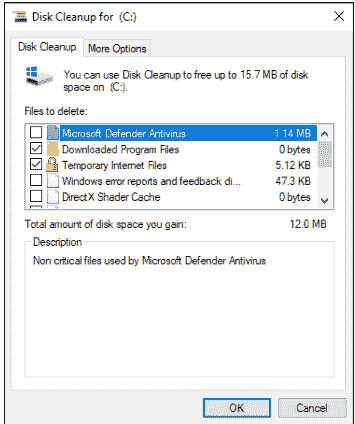 Disk Cleanup for (C:)
Disk Cleanup
More Options
You can use Disk Cleanup to free up to 15.7 MB of disk
space on (C:).
Files to delete:
Microsoft Defender Antivirus 1.14 MB
Downloaded Program Files 0 bytes
Temporary Internet Files 5.12 KB
Windows error reports and feedback di... 47.3 KB
DirectX Shader Cache 0 bytes
Total amount of disk space you gain: 12.0 MB
Description
Non critical files used by Microsoft Defender Antivirus
OK
Cancel